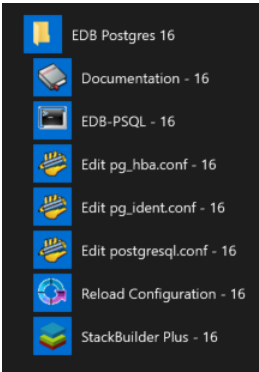 EDB Postgres 16
Documentation - 16
EDB-PSQL - 16
Edit pg_hba.conf - 16
Edit pg_ident.conf - 16
Edit postgresql.conf - 16
Reload Configuration - 16
StackBuilder Plus - 16